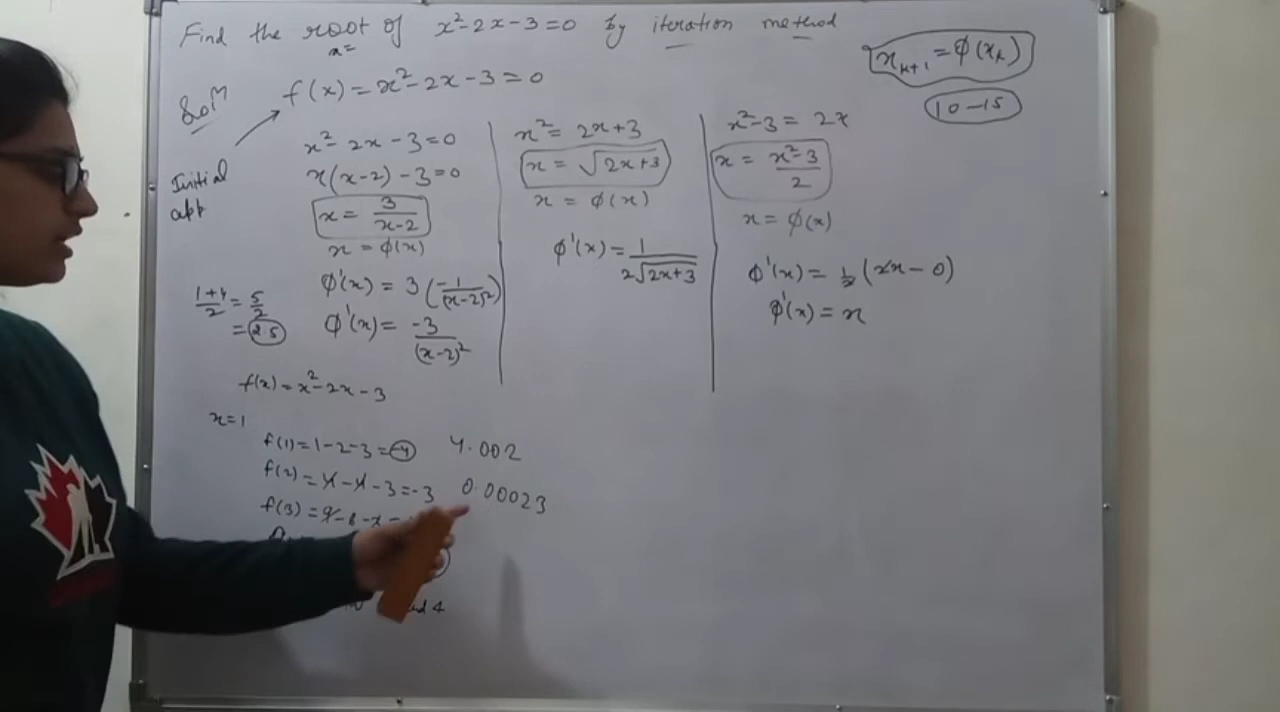 Find the root of x²-2x-3=0 by iteration method
x=
x_{k+1} = φ(x_k)
10-15
Solⁿ
f(x) = x²-2x-3=0
Initial
app
x²-2x-3=0
x(x-2)-3=0
x = 3/(x-2)
x = φ(x)
φ'(x) = 3(-1/(x-2)²)
φ'(x) = -3/(x-2)²
x² = 2x+3
x = √(2x+3)
x = φ(x)
φ'(x) = 1/(2√(2x+3))
x²-3 = 2x
x = (x²-3)/2
x = φ(x)
φ'(x) = 1/2(2x-0)
φ'(x) = x
(1+4)/2 = 5/2
= 2.5
f(x) = x²-2x-3
x=1
f(1) = 1-2-3 = -4
f(2) = 4-4-3 = -3
f(3) = 9-6-
4.002
0.00023
4